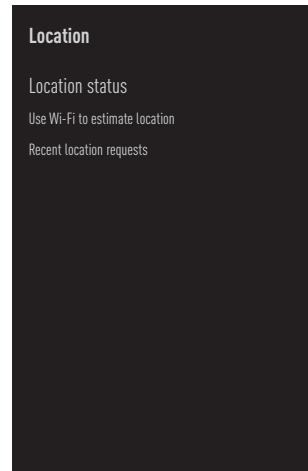 Location
Location status
Use Wi-Fi to estimate location
Recent location requests